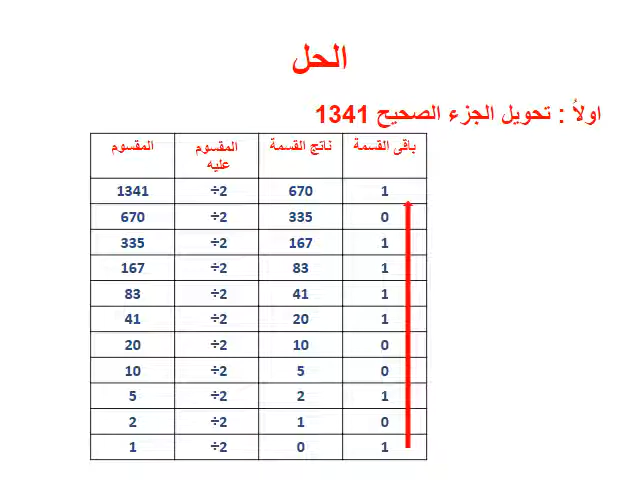 الحل
اولاً : تحويل الجزء الصحيح 1341
المقسوم المقسوم عليه ناتج القسمة باقى القسمة
1341 ÷2 670 1
670 ÷2 335 0
335 ÷2 167 1
167 ÷2 83 1
83 ÷2 41 1
41 ÷2 20 1
20 ÷2 10 0
10 ÷2 5 0
5 ÷2 2 1
2 ÷2 1 0
1 ÷2 0 1